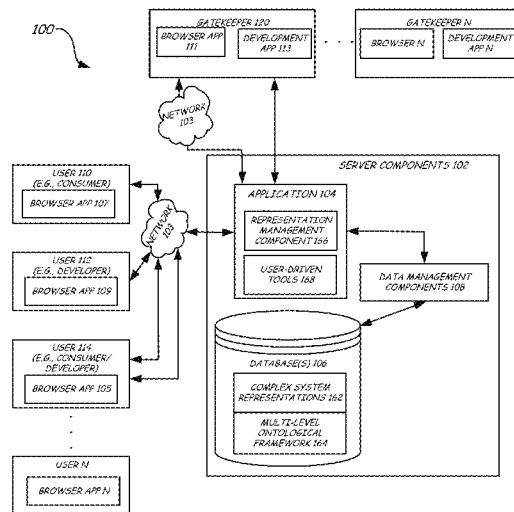 100
GATEKEEPER 120
BROWSER APP
111
DEVELOPMENT
APP 113
GATEKEEPER N
BROWSER N
DEVELOPMENT
APP N
NETWORK
103
SERVER COMPONENTS 102
USER 110
(E.G., CONSUMER)
BROWSER APP 107
NETWORK
103
APPLICATION 104
REPRESENTATION
MANAGEMENT
COMPONENT 166
USER-DRIVEN
TOOLS 168
DATA MANAGEMENT
COMPONENTS 108
USER 112
(E.G., DEVELOPER)
BROWSER APP 109
USER 114
(E.G., CONSUMER/
DEVELOPER)
BROWSER APP 105
DATABASE(S) 106
COMPLEX SYSTEM
REPRESENTATIONS 162
MULTI-LEVEL
ONTOLOGICAL
FRAMEWORK 164
USER N
BROWSER APP N